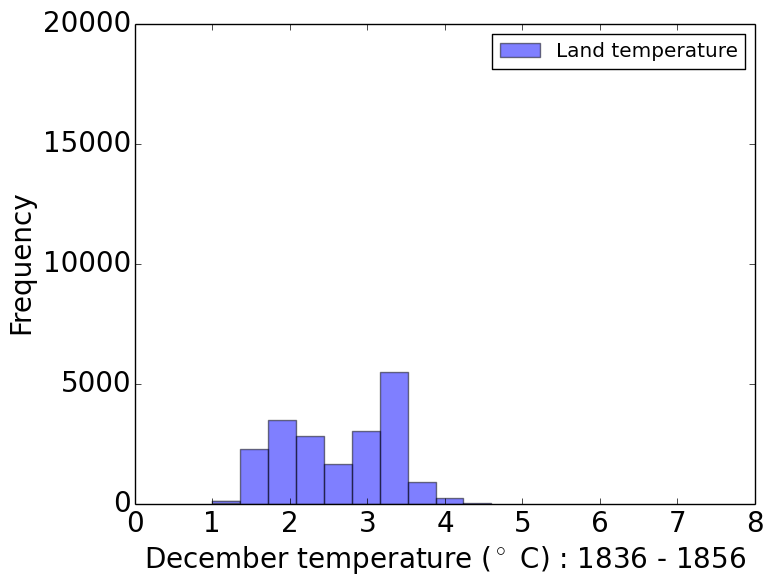 20000
15000
10000
5000
0
Frequency
Land temperature
0 1 2 3 4 5 6 7 8
December temperature (° C) : 1836 - 1856